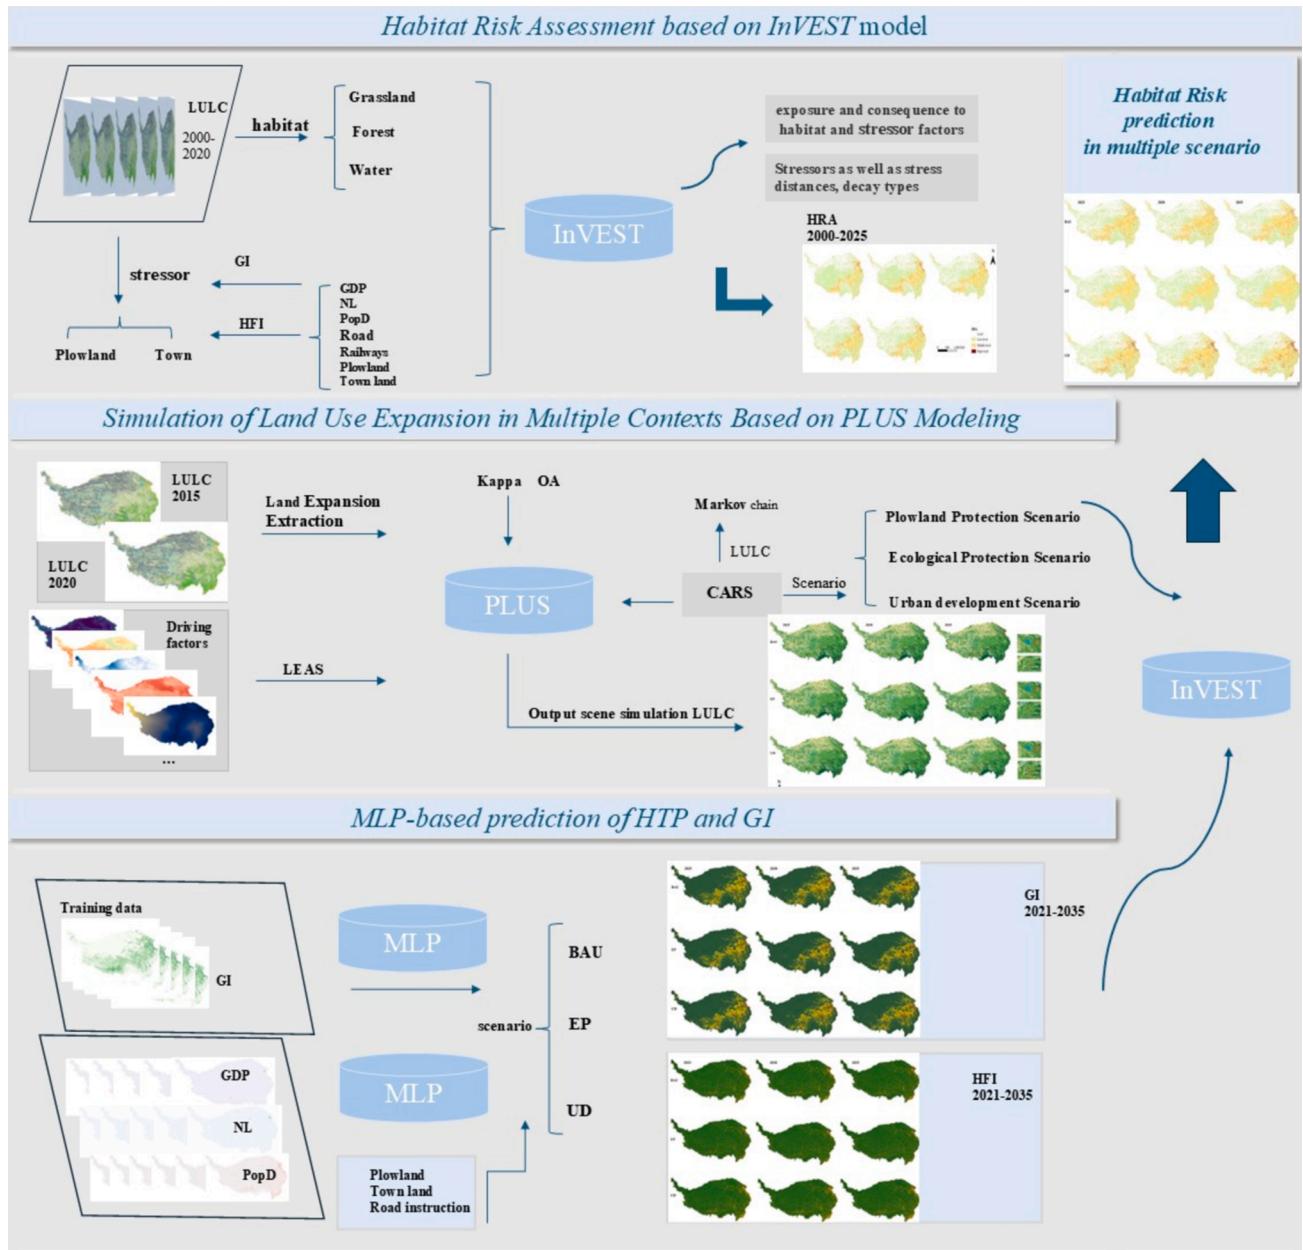 Habitat Risk Assessment based on InVEST model
LULC
2000-
2020
habitat
Grassland
Forest
Water
InVEST
exposure and consequence to
habitat and stressor factors
Stressors as well as stress
distances, decay types
HRA
2000-2025
Habitat Risk
prediction
in multiple scenario
stressor
GI
HFI
Plowland
Town
GDP
NL
PopD
Road
Railways
Plowland
Town land
Simulation of Land Use Expansion in Multiple Contexts Based on PLUS Modeling
LULC
2015
LULC
2020
Land Expansion
Extraction
Kappa OA
PLUS
Markov chain
LULC
CARS
Scenario
Plowland Protection Scenario
Ecological Protection Scenario
Urban development Scenario
Driving
factors
...
LEAS
Output scene simulation LULC
InVEST
MLP-based prediction of HTP and GI
Training data
GI
MLP
scenario
BAU
EP
UD
GDP
NL
PopD
MLP
Plowland
Town land
Road instruction
GI
2021-2035
HFI
2021-2035